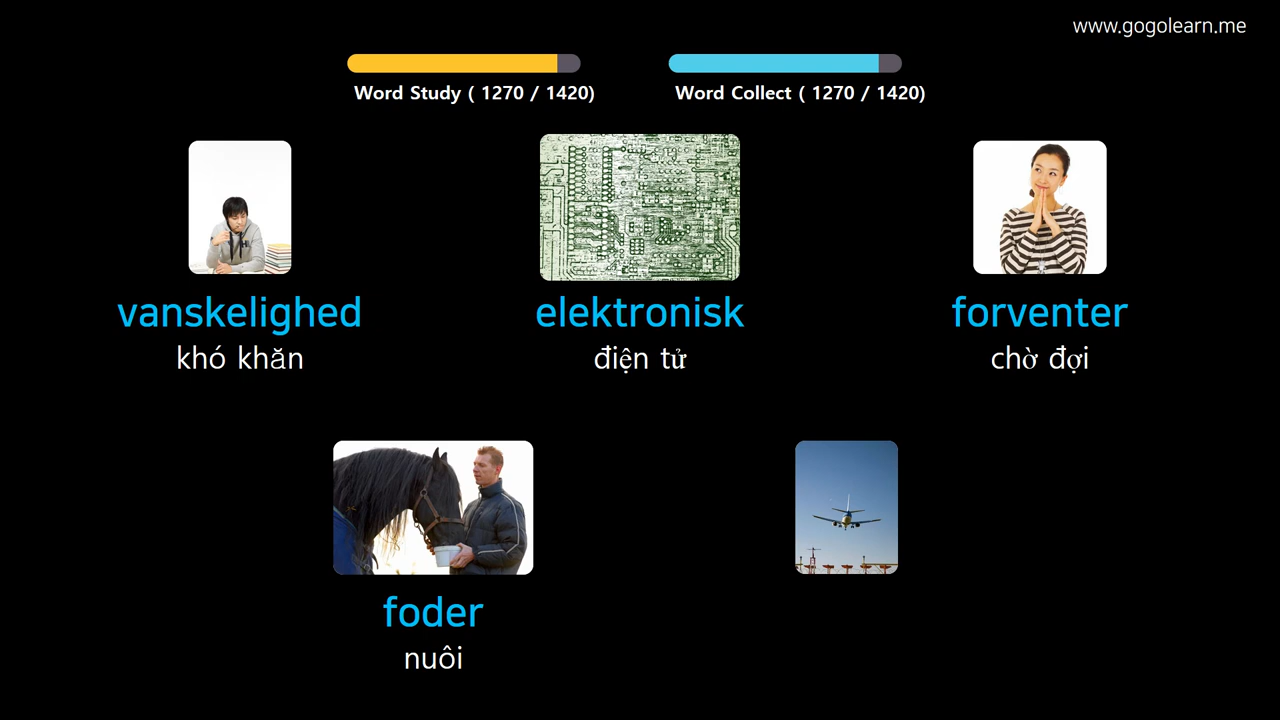 www.gogolearn.me
Word Study ( 1270 / 1420)
Word Collect ( 1270 / 1420)
vanskelighed
khó khăn
elektronisk
điện tử
forventer
chờ đợi
foder
nuôi